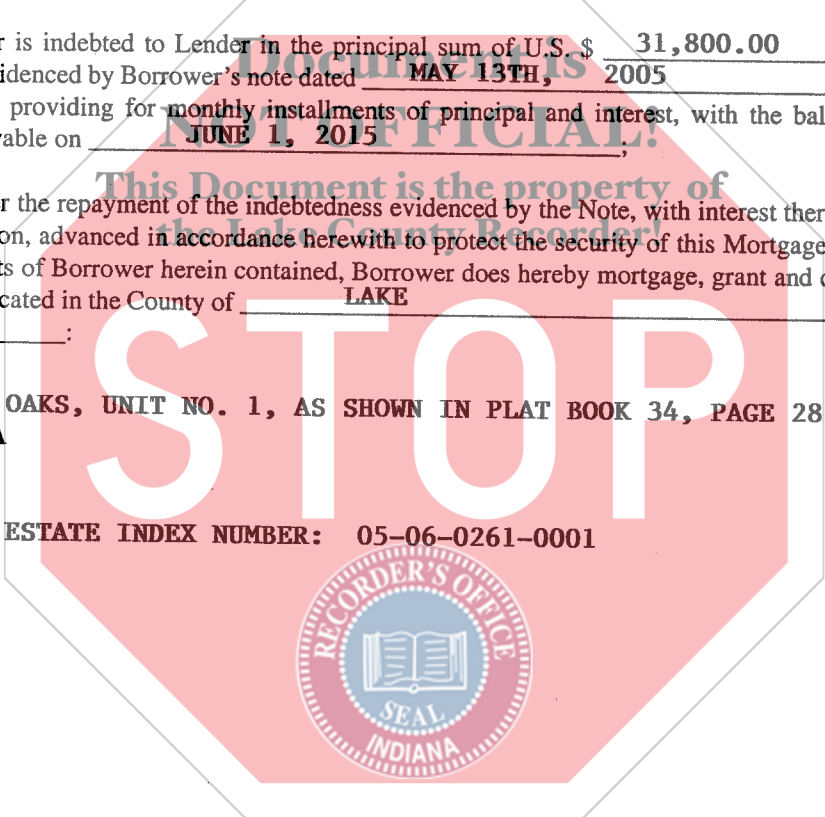 r is indebted to Lender in the principal sum of U.S. $ 31,800.00
Document is
idenced by Borrower's note dated MAY 13TH, 2005
providing for monthly installments of principal and interest, with the bal
NOT OFFICIAL!
able on JUNE 1, 2015 ;
This Document is the property of
r the repayment of the indebtedness evidenced by the Note, with interest ther
the Lake County Recorder!
on, advanced in accordance herewith to protect the security of this Mortgage
ts of Borrower herein contained, Borrower does hereby mortgage, grant and
cated in the County of LAKE
:
STOP
OAKS, UNIT NO. 1, AS SHOWN IN PLAT BOOK 34, PAGE 28
ESTATE INDEX NUMBER: 05-06-0261-0001
RECORDER'S OFFICE
SEAL
INDIANA